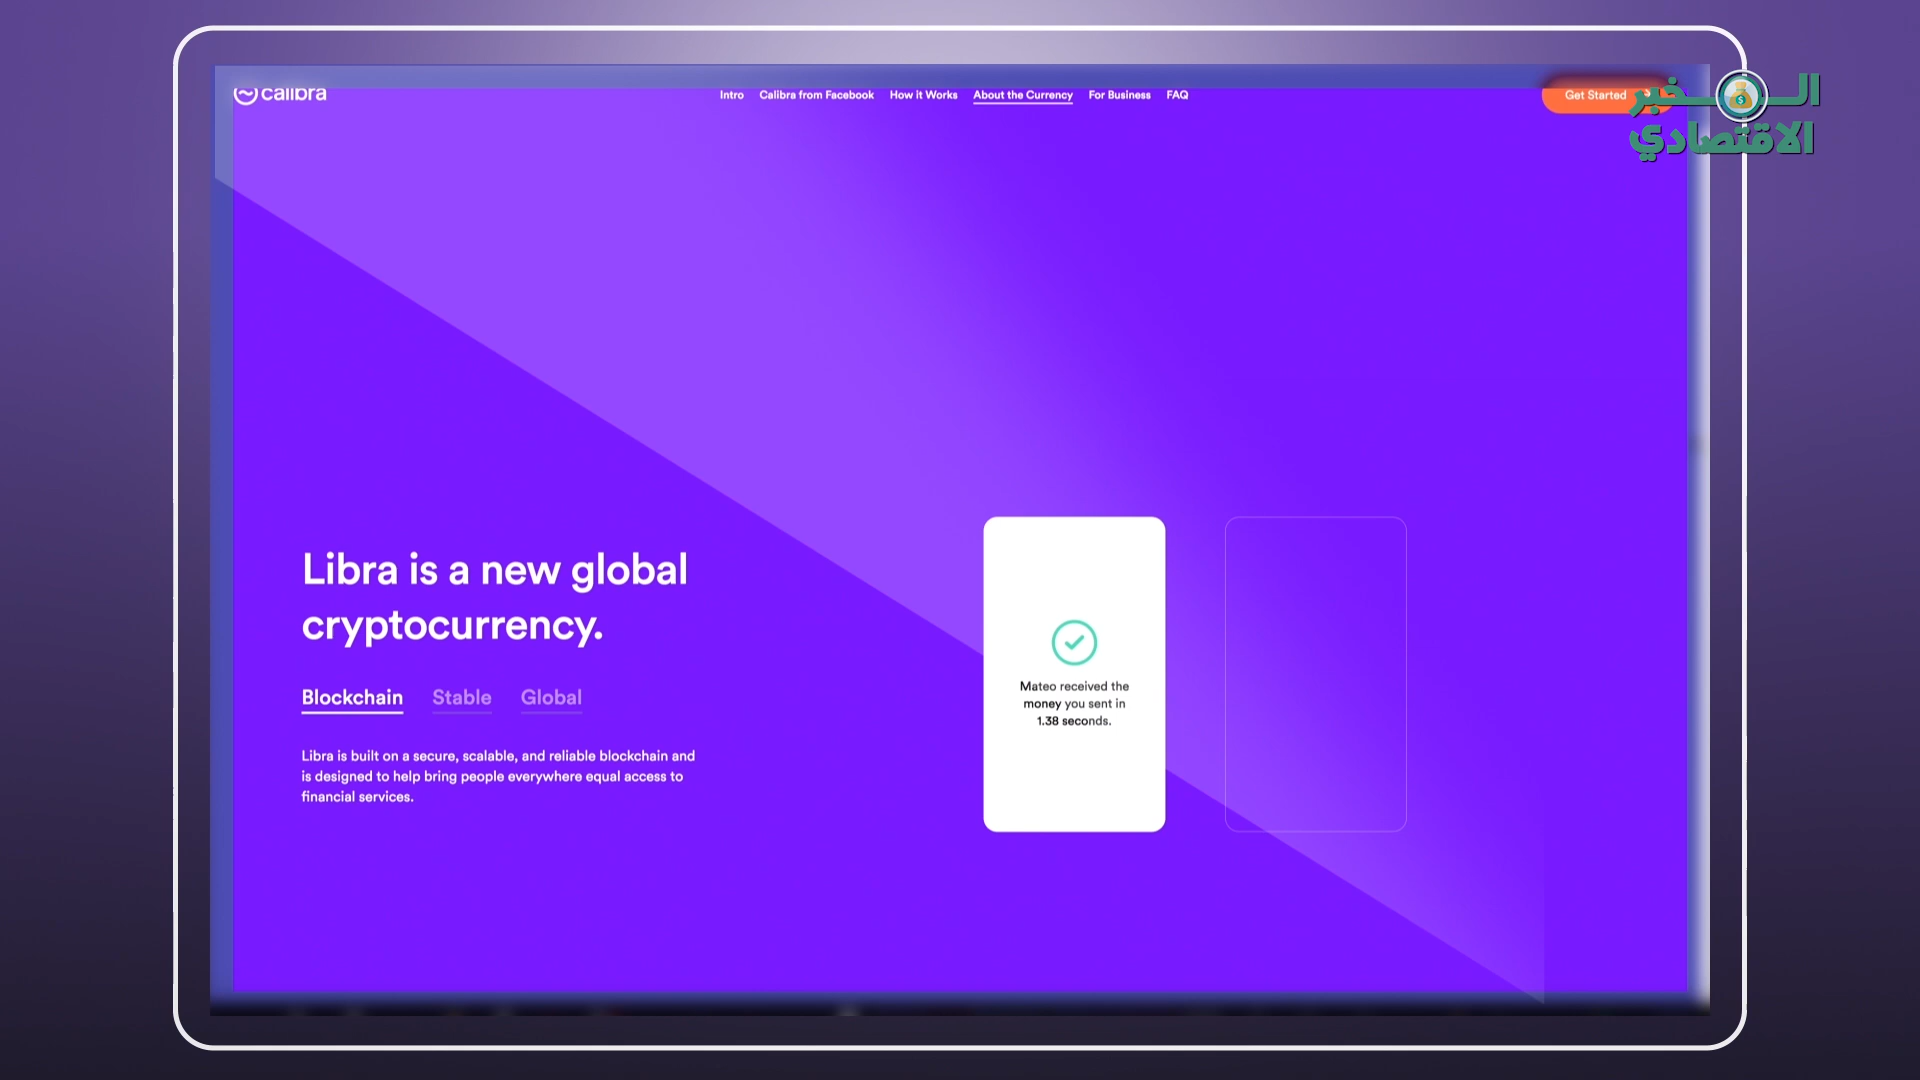 calibra
Intro Calibra from Facebook How it Works About the Currency For Business FAQ
Get Started
المخبر
الاقتصادي
Libra is a new global
cryptocurrency.
Blockchain Stable Global
Libra is built on a secure, scalable, and reliable blockchain and
is designed to help bring people everywhere equal access to
financial services.
Mateo received the
money you sent in
1.38 seconds.